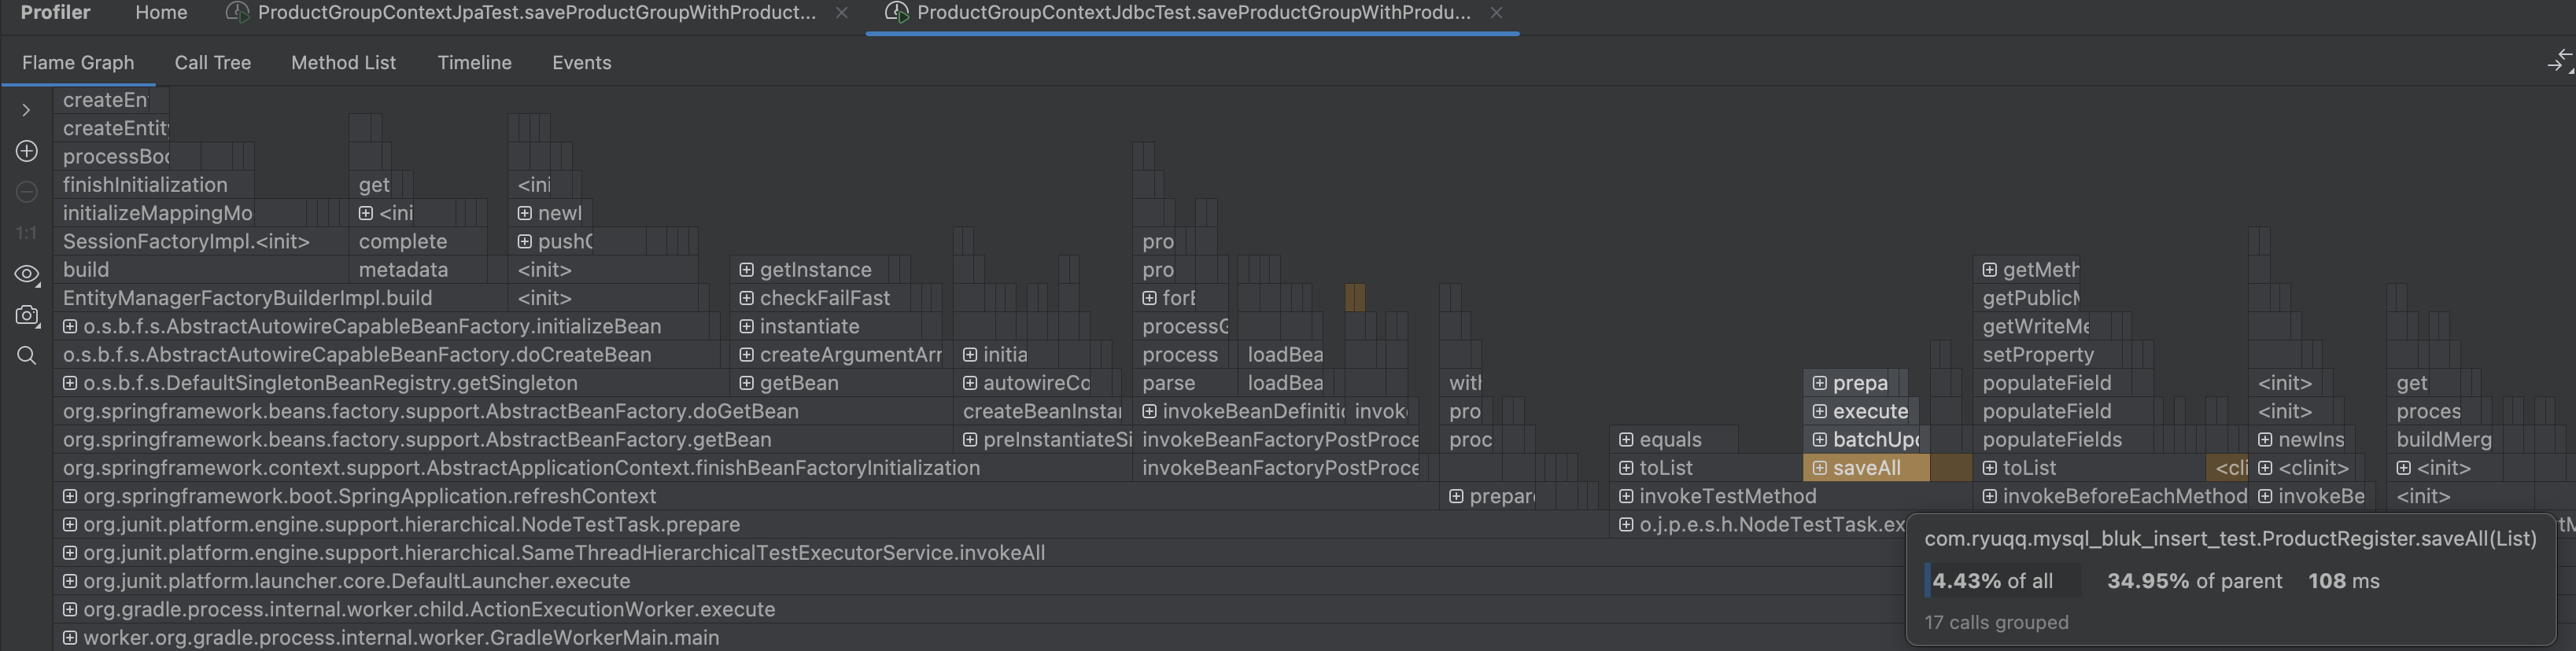 Profiler Home ProductGroupContextJpaTest.saveProductGroupWithProduct... ProductGroupContextJdbcTest.saveProductGroupWithProdu...
Flame Graph Call Tree Method List Timeline Events
createEn
createEntity
processBoo
finishInitialization get <ini
initializeMappingMo <ini newI
SessionFactoryImpl.<init> complete push pro
build metadata <init> getInstance pro getMeth
EntityManagerFactoryBuilderImpl.build <init> checkFailFast for getPublic
o.s.b.f.s.AbstractAutowireCapableBeanFactory.initializeBean instantiate process getWriteMe
o.s.b.f.s.AbstractAutowireCapableBeanFactory.doCreateBean createArgumentArr initia process loadBea setProperty
o.s.b.f.s.DefaultSingletonBeanRegistry.getSingleton getBean autowireCo parse loadBea with prepa populateField <init> get
org.springframework.beans.factory.support.AbstractBeanFactory.doGetBean createBeanInstan invokeBeanDefinitio invok pro execute populateField <init> proces
org.springframework.beans.factory.support.AbstractBeanFactory.getBean preInstantiateSi invokeBeanFactoryPostProce proc equals batchUpd populateFields newIns buildMerg
org.springframework.context.support.AbstractApplicationContext.finishBeanFactoryInitialization invokeBeanFactoryPostProce toList saveAll toList <cli <clinit> <init>
org.springframework.boot.SpringApplication.refreshContext prepare invokeTestMethod invokeBeforeEachMethod invokeBe <init>
org.junit.platform.engine.support.hierarchical.NodeTestTask.prepare o.j.p.e.s.h.NodeTestTask.ex
org.junit.platform.engine.support.hierarchical.SameThreadHierarchicalTestExecutorService.invokeAll
org.junit.platform.launcher.core.DefaultLauncher.execute
org.gradle.process.internal.worker.child.ActionExecutionWorker.execute
worker.org.gradle.process.internal.worker.GradleWorkerMain.main
com.ryuqq.mysql_bluk_insert_test.ProductRegister.saveAll(List)
4.43% of all 34.95% of parent 108 ms
17 calls grouped
1:1